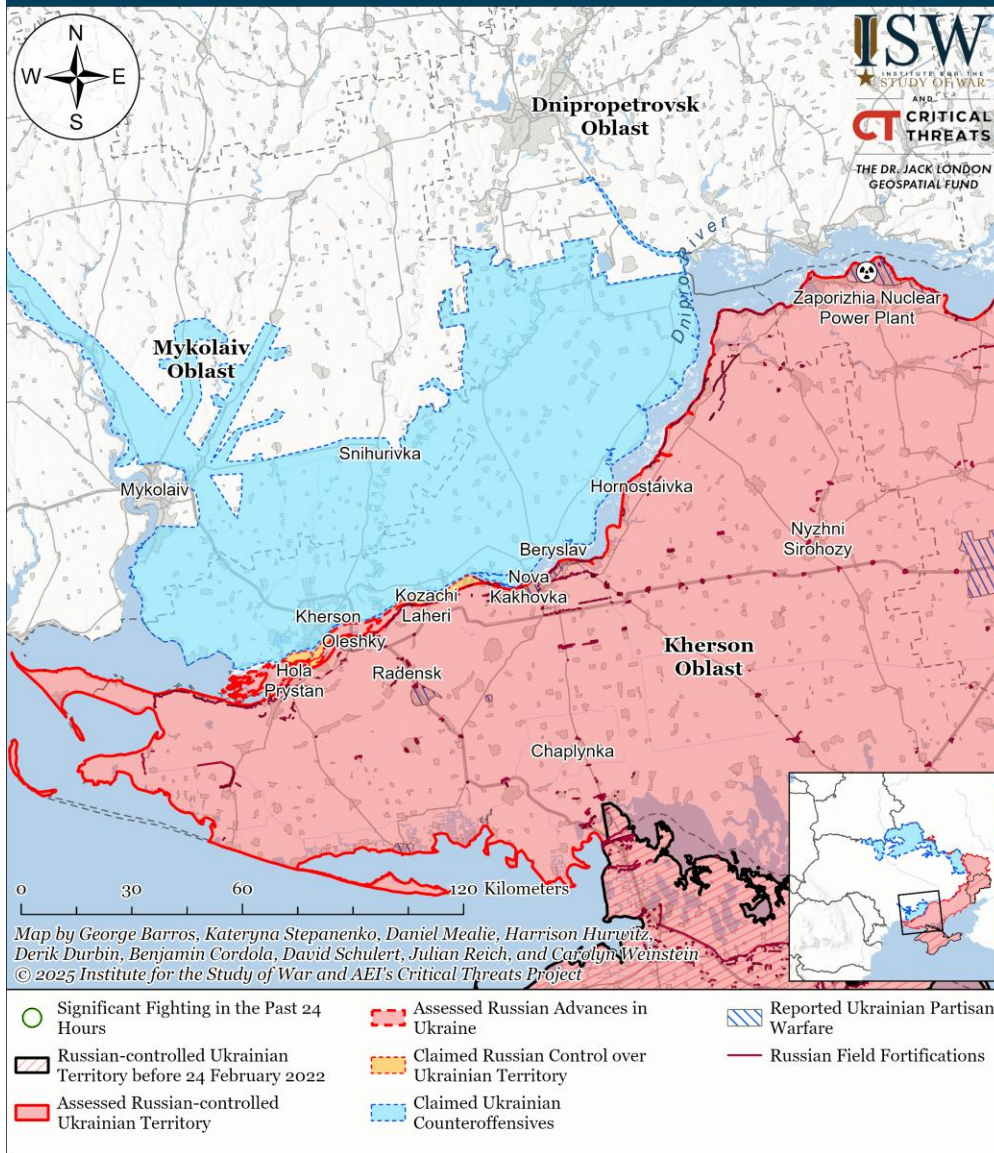 N
W
E
S
ISW
INSTITUTE FOR THE
STUDY OF WAR
AND
CT CRITICAL
THREATS
THE DR. JACK LONDON
GEOSPATIAL FUND
Dnipropetrovsk
Oblast
Dnipro River
Zaporizhia Nuclear
Power Plant
Mykolaiv
Oblast
Snihurivka
Mykolaiv
Dnipro
Hornostaivka
Nyzhni
Sirohozy
Beryslav
Nova
Kakhovka
Kozachi
Laheri
Kherson
Oleshky
Kherson
Oblast
Hola
Prystan
Radensk
Chaplynka
0 30 60 120 Kilometers
Map by George Barros, Kateryna Stepanenko, Daniel Mealie, Harrison Hurwitz,
Derik Durbin, Benjamin Cordola, David Schulert, Julian Reich, and Carolyn Weinstein
© 2025 Institute for the Study of War and AEI's Critical Threats Project
Significant Fighting in the Past 24
Hours
Russian-controlled Ukrainian
Territory before 24 February 2022
Assessed Russian-controlled
Ukrainian Territory
Assessed Russian Advances in
Ukraine
Claimed Russian Control over
Ukrainian Territory
Claimed Ukrainian
Counteroffensives
Reported Ukrainian Partisan
Warfare
Russian Field Fortifications